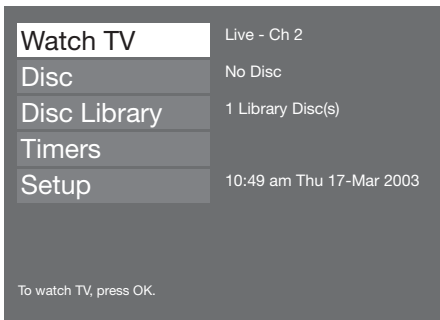 Watch TV Live - Ch 2
Disc No Disc
Disc Library 1 Library Disc(s)
Timers
Setup 10:49 am Thu 17-Mar 2003
To watch TV, press OK.